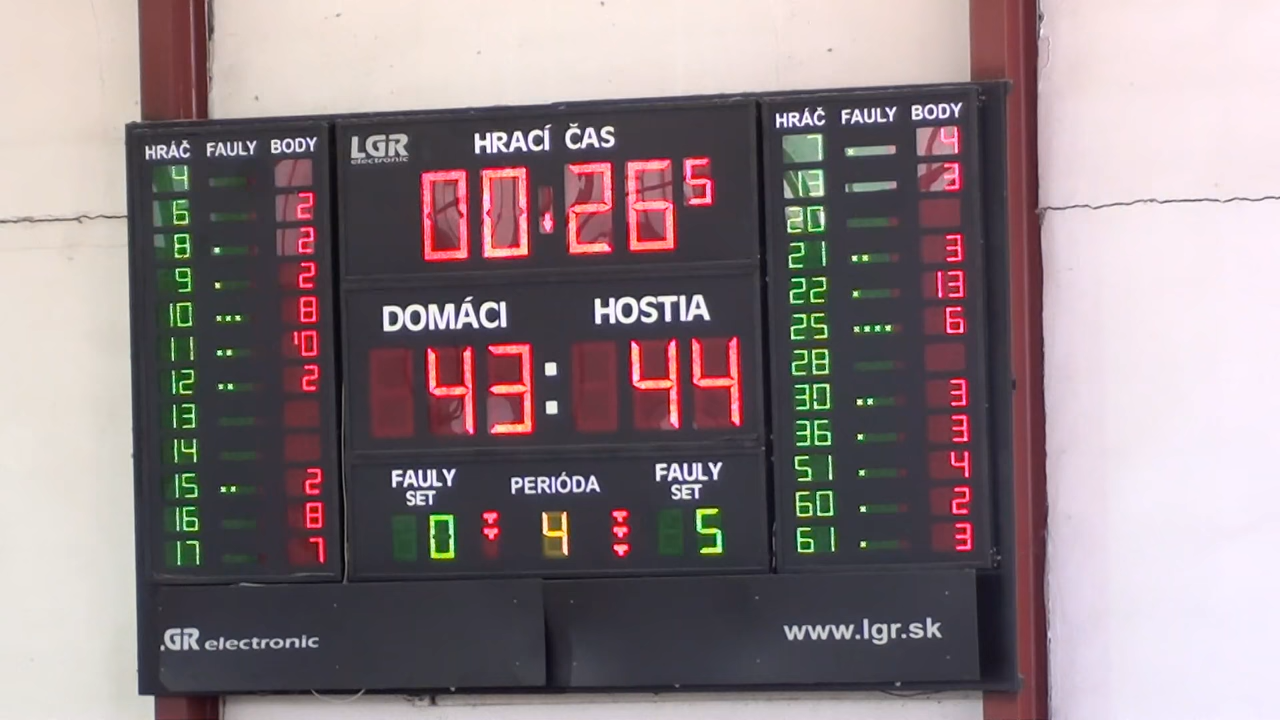 HRÁČ FAULY BODY
4
6 2
8 2
9 2
10 8
11 10
12 2
13
14
15 2
16 8
17 7
LGR
electronic
HRACÍ ČAS
00:26 5
DOMÁCI HOSTIA
43:44
FAULY SET PERIÓDA FAULY SET
0 4 5
HRÁČ FAULY BODY
7 4
13 3
20
21 3
22 13
25 6
28
30 3
36 3
51 4
60 2
61 3
.GR electronic
www.lgr.sk